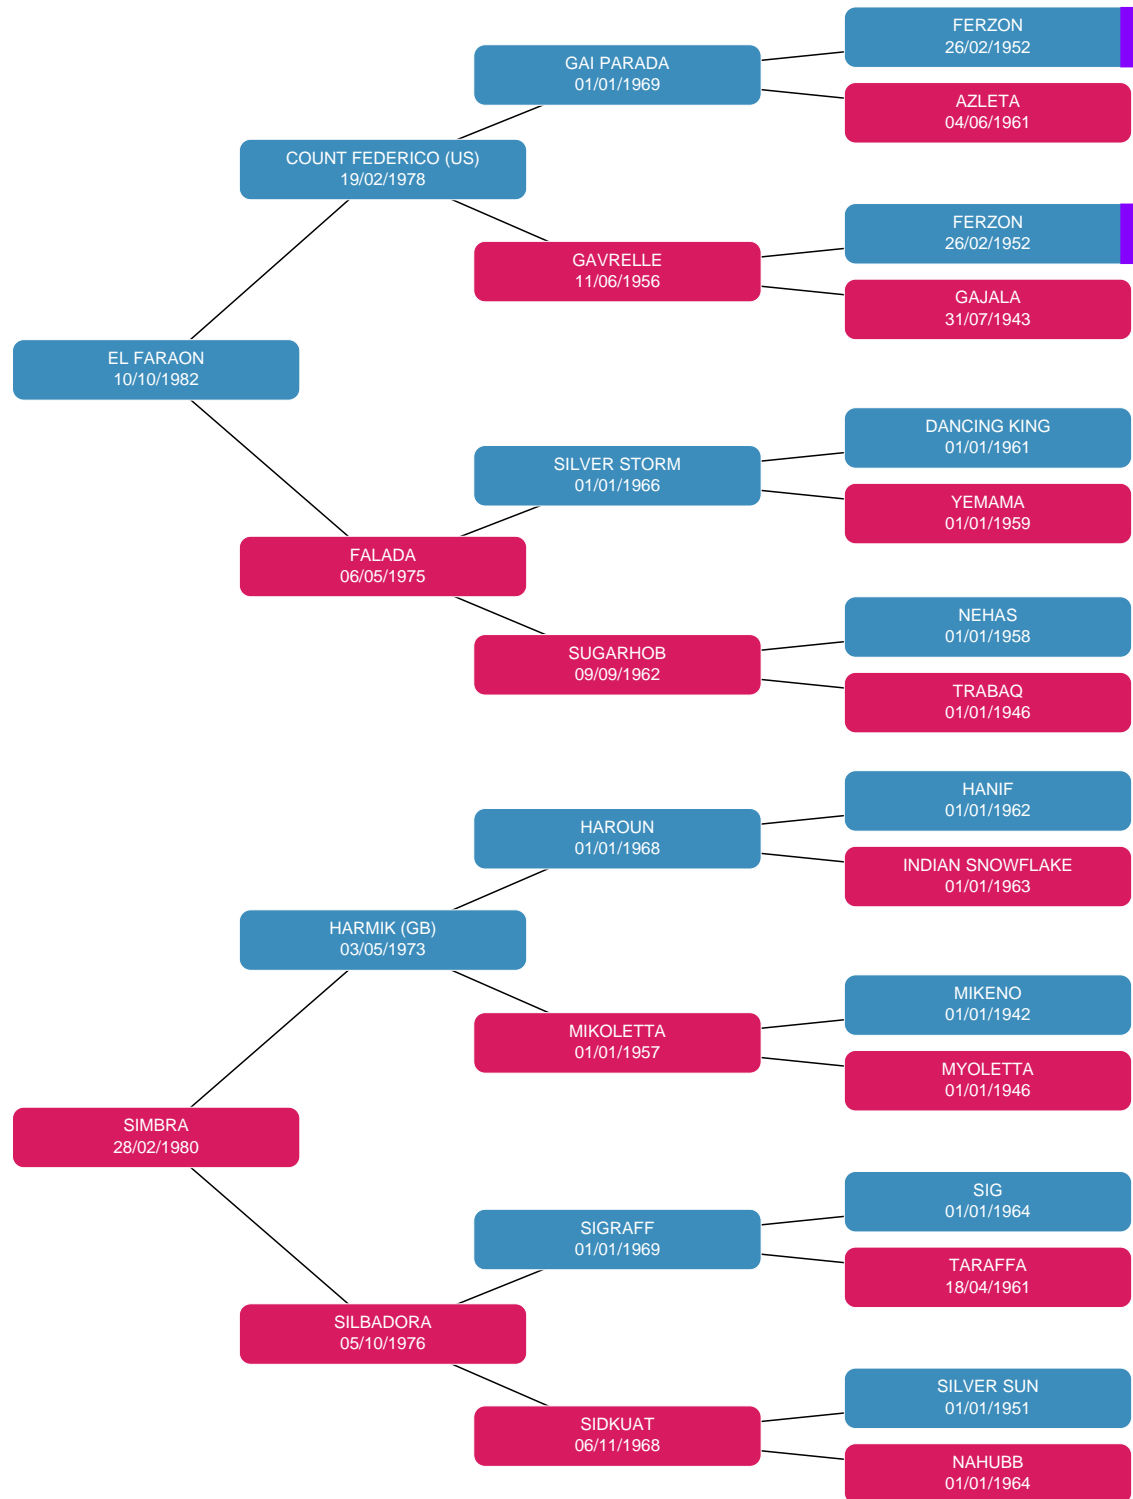 FERZON
26/02/1952
GAI PARADA
01/01/1969
AZLETA
04/06/1961
COUNT FEDERICO (US)
19/02/1978
FERZON
26/02/1952
GAVRELLE
11/06/1956
GAJALA
31/07/1943
EL FARAON
10/10/1982
DANCING KING
01/01/1961
SILVER STORM
01/01/1966
YEMAMA
01/01/1959
FALADA
06/05/1975
NEHAS
01/01/1958
SUGARHOB
09/09/1962
TRABAQ
01/01/1946
HANIF
01/01/1962
HAROUN
01/01/1968
INDIAN SNOWFLAKE
01/01/1963
HARMIK (GB)
03/05/1973
MIKENO
01/01/1942
MIKOLETTA
01/01/1957
MYOLETTA
01/01/1946
SIMBRA
28/02/1980
SIG
01/01/1964
SIGRAFF
01/01/1969
TARAFFA
18/04/1961
SILBADORA
05/10/1976
SILVER SUN
01/01/1951
SIDKUAT
06/11/1968
NAHUBB
01/01/1964